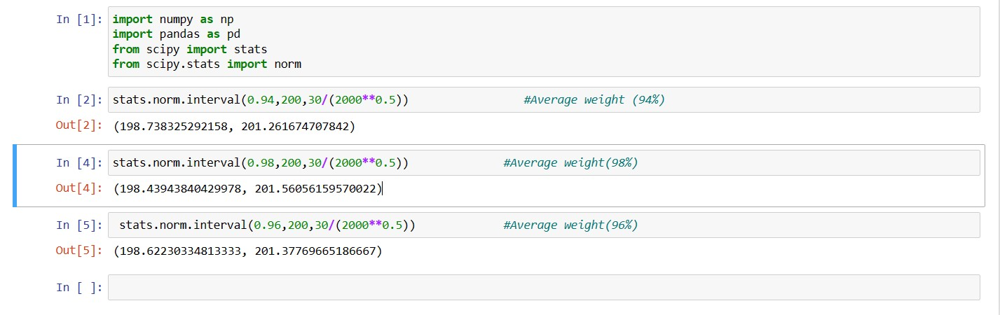 In [1]: import numpy as np
import pandas as pd
from scipy import stats
from scipy.stats import norm
In [2]: stats.norm.interval(0.94,200,30/(2000**0.5)) #Average weight (94%)
Out[2]: (198.738325292158, 201.261674707842)
In [4]: stats.norm.interval(0.98,200,30/(2000**0.5)) #Average weight(98%)
Out[4]: (198.43943840429978, 201.56056159570022)
In [5]: stats.norm.interval(0.96,200,30/(2000**0.5)) #Average weight(96%)
Out[5]: (198.62230334813333, 201.37769665186667)
In [ ]: